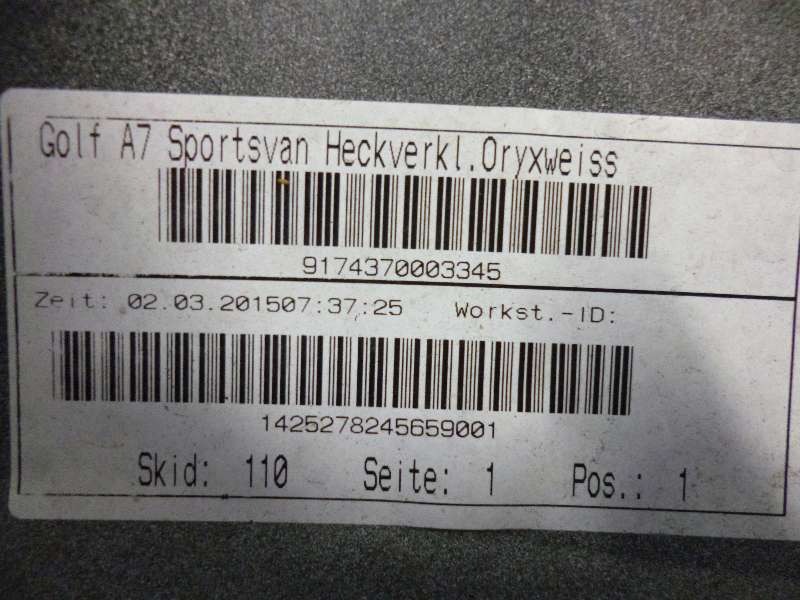 Golf A7 Sportsvan Heckverkl.Oryxweiss
9174370003345
Zeit: 02.03.201507:37:25 Workst.-ID:
1425278245659001
Skid: 110 Seite: 1 Pos.: 1